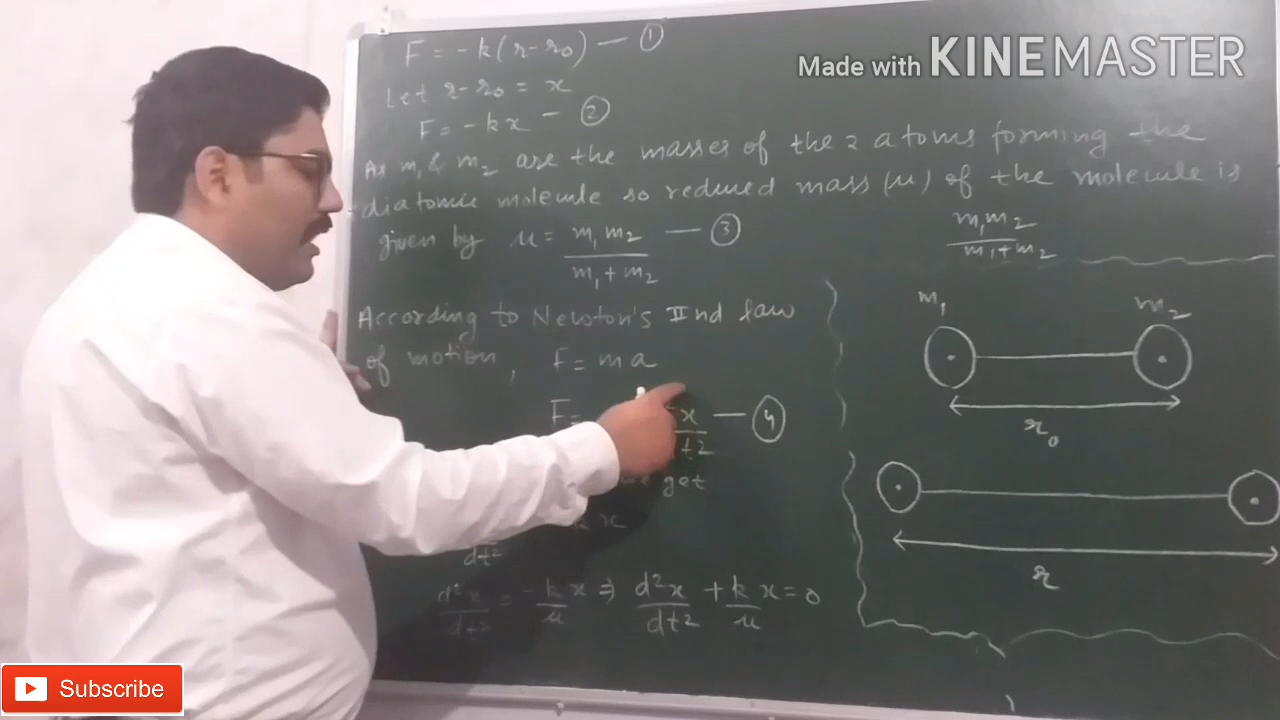 Made with KINEMASTER
F = -k(r-r₀) — ①
Let r-r₀ = x
F = -kx — ②
As m₁ & m₂ are the masses of the 2 atoms forming the
diatomic molecule so reduced mass (μ) of the molecule is
given by μ = m₁m₂ / m₁+m₂ — ③
m₁m₂ / m₁+m₂
According to Newton's IInd law
of motion, F = ma
F = x / t² — ④
get
x
dt²
d²x/dt² = -k/μ x ⇒ d²x/dt² + k/μ x = 0
m₁ m₂
r₀
r
Subscribe